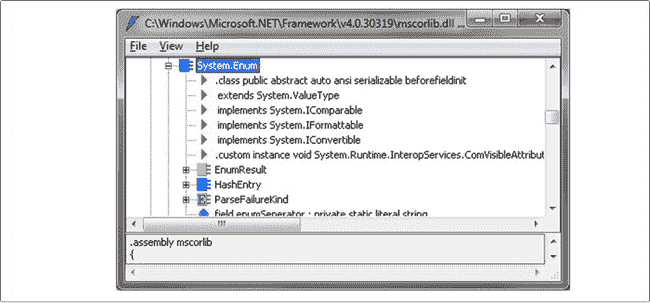 C:\Windows\Microsoft.NET\Framework\v4.0.30319\mscorlib.dll ...
File View Help
System.Enum
.class public abstract auto ansi serializable beforefieldinit
extends System.ValueType
implements System.IComparable
implements System.IFormattable
implements System.IConvertible
.custom instance void System.Runtime.InteropServices.ComVisibleAttribut
EnumResult
HashEntry
ParseFailureKind
field enumSeperator : private static literal string
.assembly mscorlib
{